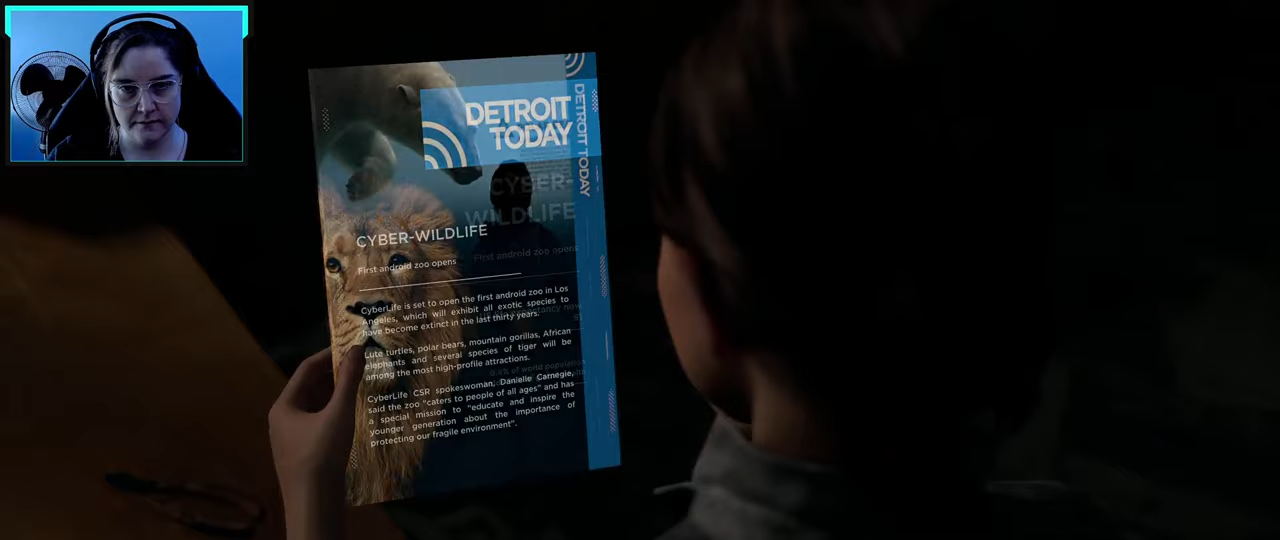 DETROIT
TODAY
DETROIT TODAY
CYBER-
WILDLIFE
First android zoo opens
CYBER-WILDLIFE
First android zoo opens
CyberLife is set to open the first android zoo in Los
Angeles, which will exhibit all exotic species to
have become extinct in the last thirty years.
Lute turtles, polar bears, mountain gorillas, African
elephants and several species of tiger will be
among the most high-profile attractions.
CyberLife CSR spokeswoman, Danielle Carnegie,
said the zoo "caters to people of all ages" and has
a special mission to "educate and inspire the
younger generation about the importance of
protecting our fragile environment".